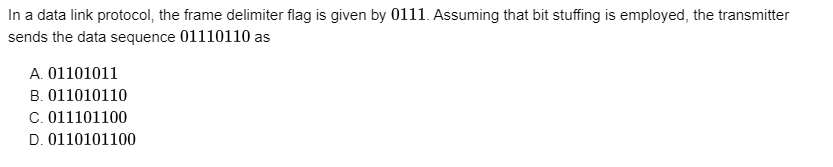 In a data link protocol, the frame delimiter flag is given by 0111. Assuming that bit stuffing is employed, the transmitter
sends the data sequence 01110110 as
A. 01101011
B. 011010110
C. 011101100
D. 0110101100